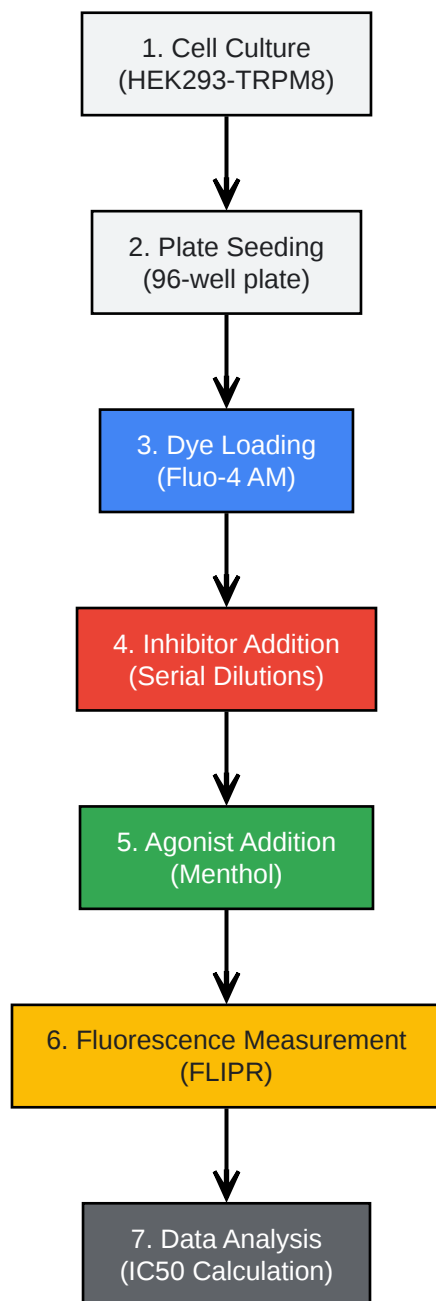 1. Cell Culture
(HEK293-TRPM8)
2. Plate Seeding
(96-well plate)
3. Dye Loading
(Fluo-4 AM)
4. Inhibitor Addition
(Serial Dilutions)
5. Agonist Addition
(Menthol)
6. Fluorescence Measurement
(FLIPR)
7. Data Analysis
(IC50 Calculation)